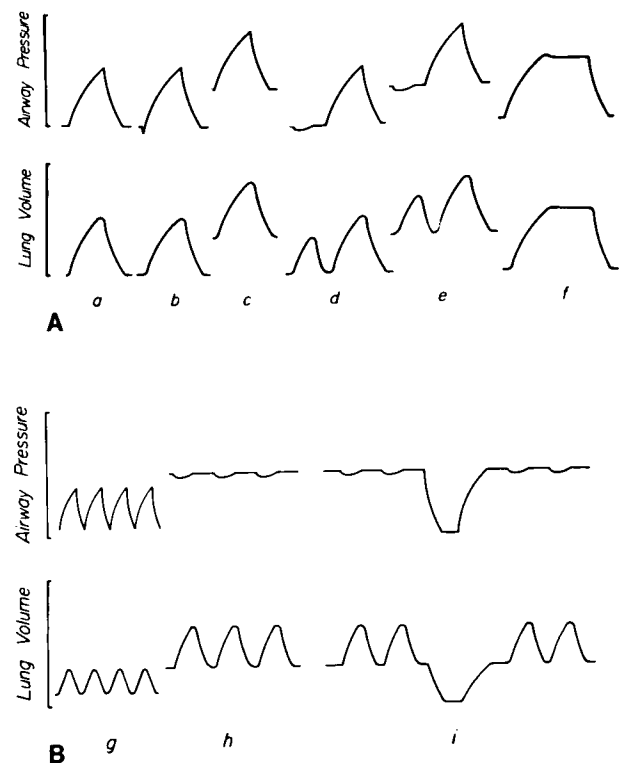 Airway Pressure
Lung Volume
a b c d e f
A
Airway Pressure
Lung Volume
g h i
B